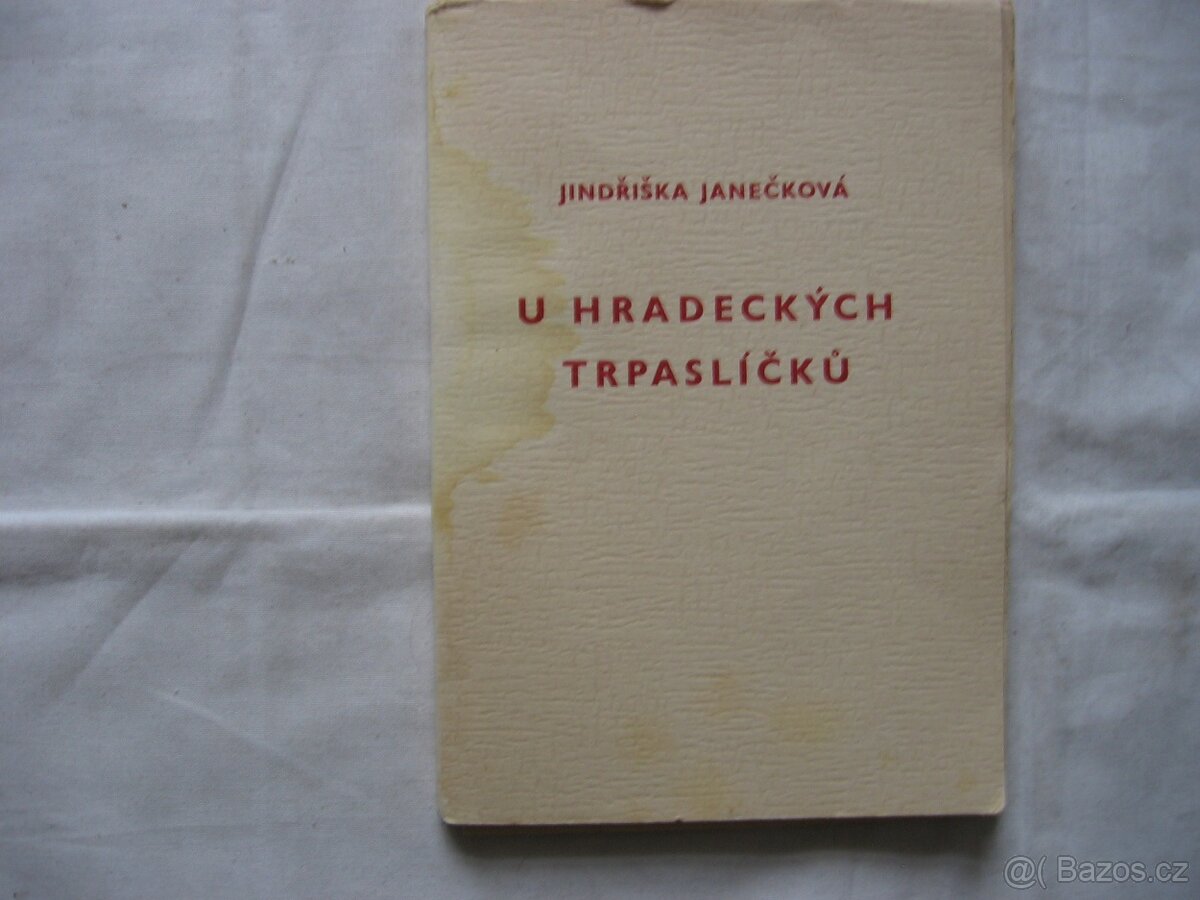 JINDŘIŠKA JANEČKOVÁ
U HRADECKÝCH
TRPASLÍČKŮ
@( Bazos.cz